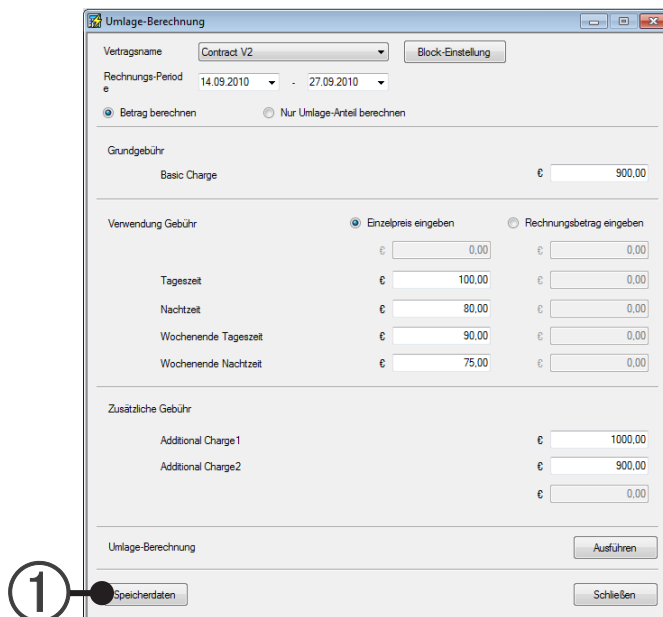 Umlage-Berechnung
Vertragsname Contract V2 Block-Einstellung
Rechnungs-Period
e 14.09.2010 - 27.09.2010
Betrag berechnen Nur Umlage-Anteil berechnen
Grundgebühr
Basic Charge € 900,00
Verwendung Gebühr Einzelpreis eingeben Rechnungsbetrag eingeben
€ 0,00 € 0,00
Tageszeit € 100,00 € 0,00
Nachtzeit € 80,00 € 0,00
Wochenende Tageszeit € 90,00 € 0,00
Wochenende Nachtzeit € 75,00 € 0,00
Zusätzliche Gebühr
Additional Charge1 € 1000,00
Additional Charge2 € 900,00
€ 0,00
Umlage-Berechnung Ausführen
1 Speicherdaten Schließen